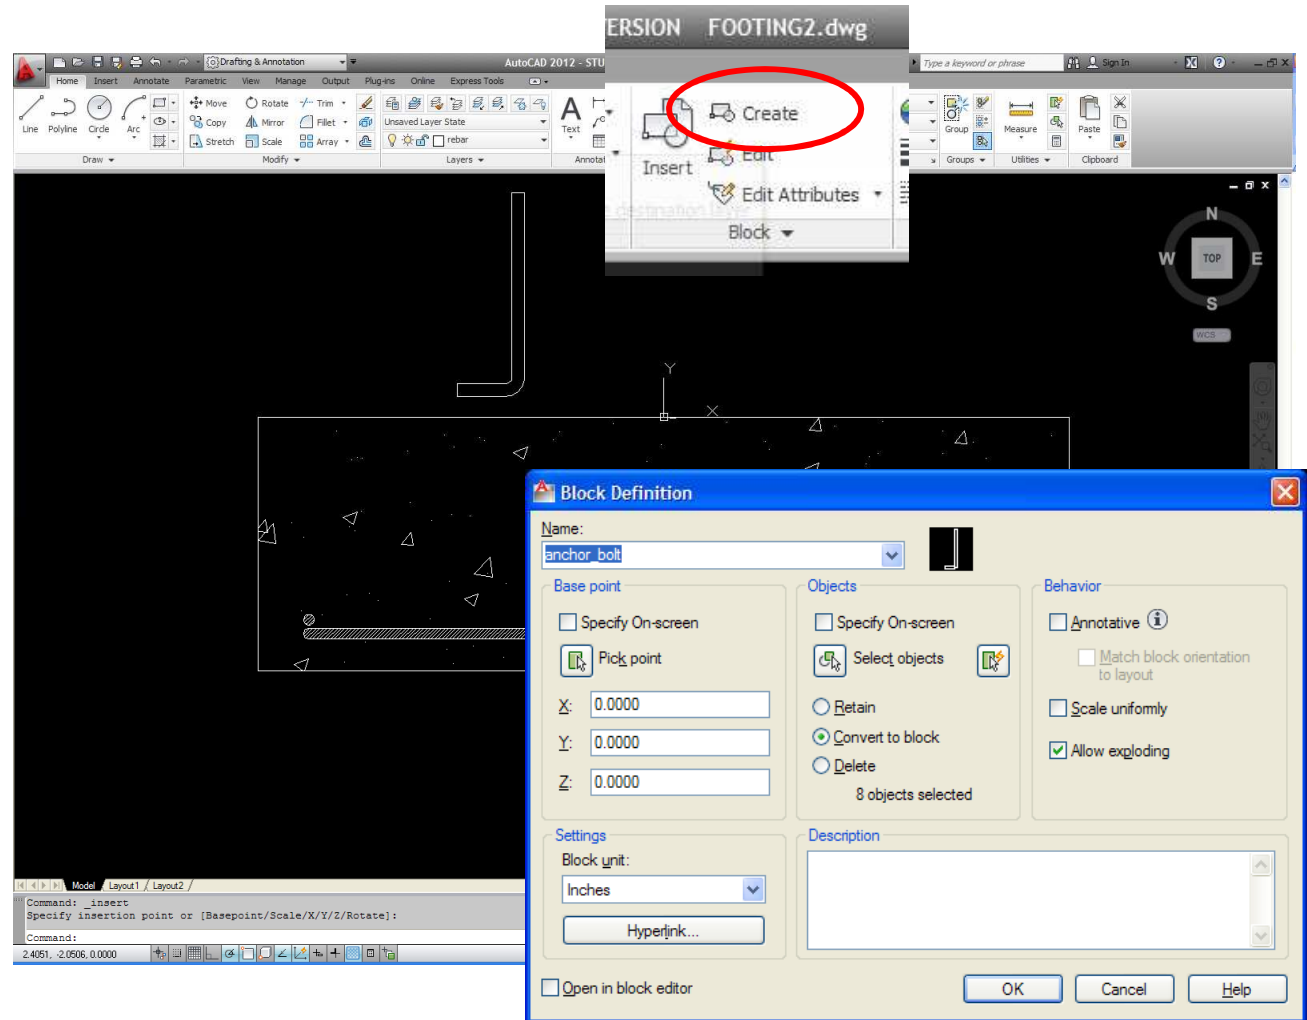 ERSION FOOTING2.dwg
Drafting & Annotation
AutoCAD 2012 - STU
Type a keyword or phrase
Sign In
Home Insert Annotate Parametric View Manage Output Plug-ins Online Express Tools
Create
Edit
Insert
Edit Attributes
destination layer
Block
Line Polyline Circle Arc
Move Rotate Trim
Copy Mirror Fillet
Stretch Scale Array
Unsaved Layer State
rebar
Text
Group
Measure
Paste
Draw Modify Layers Annotat
Groups Utilities Clipboard
N
W TOP E
S
WCS
Y
X
Block Definition
Name:
anchor_bolt
Base point
Specify On-screen
Pick point
X: 0.0000
Y: 0.0000
Z: 0.0000
Objects
Specify On-screen
Select objects
Retain
Convert to block
Delete
8 objects selected
Behavior
Annotative
Match block orientation
to layout
Scale uniformly
Allow exploding
Settings
Block unit:
Inches
Hyperlink...
Description
Open in block editor
OK Cancel Help
Model Layout1 Layout2
Command: _insert
Specify insertion point or [Basepoint/Scale/X/Y/Z/Rotate]:
Command:
2.4051, -2.0506, 0.0000